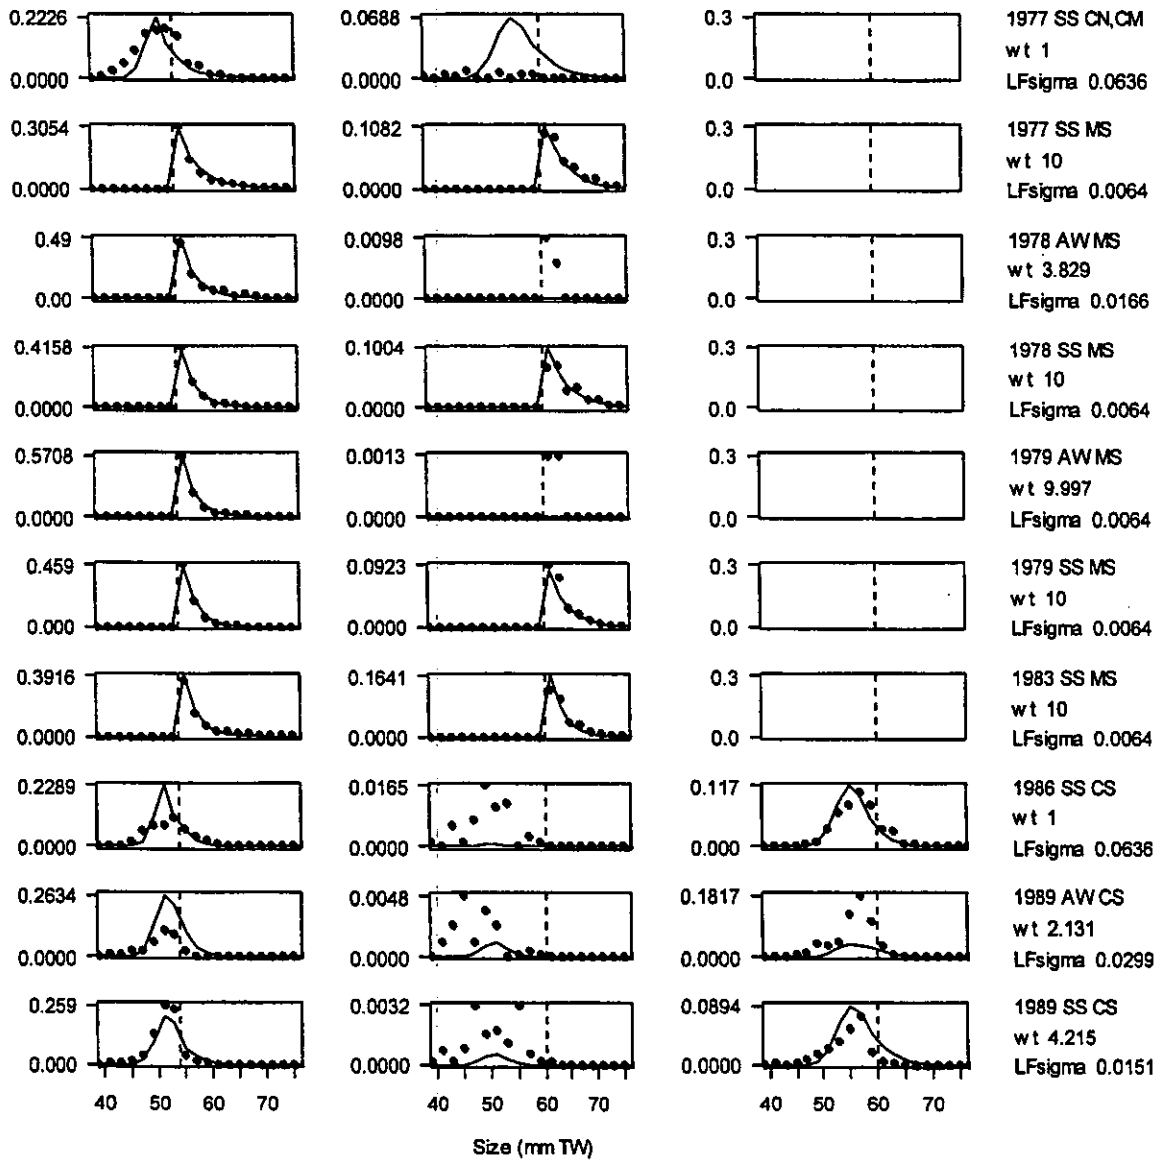 0.2226 0.0688 0.3 1977 SS CN,CM
wt 1
0.0000 0.0000 0.0 LFsigma 0.0636
0.3054 0.1082 0.3 1977 SS MS
wt 10
0.0000 0.0000 0.0 LFsigma 0.0064
0.49 0.0098 0.3 1978 AW MS
wt 3.829
0.00 0.0000 0.0 LFsigma 0.0166
0.4158 0.1004 0.3 1978 SS MS
wt 10
0.0000 0.0000 0.0 LFsigma 0.0064
0.5708 0.0013 0.3 1979 AW MS
wt 9.997
0.0000 0.0000 0.0 LFsigma 0.0064
0.459 0.0923 0.3 1979 SS MS
wt 10
0.000 0.0000 0.0 LFsigma 0.0064
0.3916 0.1641 0.3 1983 SS MS
wt 10
0.0000 0.0000 0.0 LFsigma 0.0064
0.2289 0.0165 0.117 1986 SS CS
wt 1
0.0000 0.0000 0.000 LFsigma 0.0636
0.2634 0.0048 0.1817 1989 AW CS
wt 2.131
0.0000 0.0000 0.0000 LFsigma 0.0299
0.259 0.0032 0.0894 1989 SS CS
wt 4.215
0.000 0.0000 0.0000 LFsigma 0.0151
40 50 60 70 40 50 60 70 40 50 60 70
Size (mm TW)